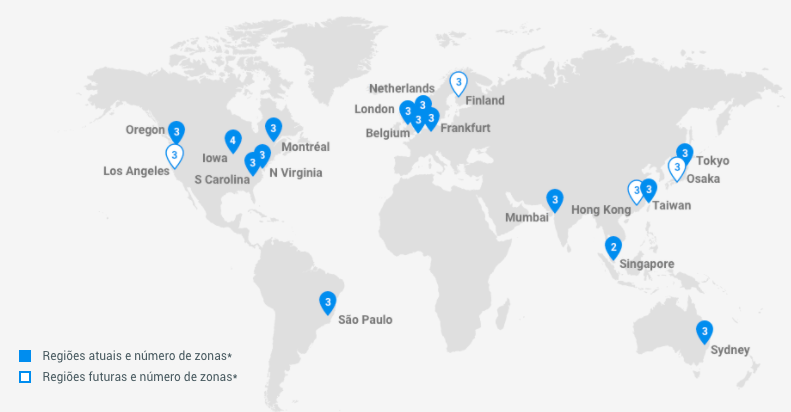 Netherlands
3
Finland
London
3
3
Belgium
3
3
Frankfurt
Oregon
3
4
3
Montréal
Iowa
3
Los Angeles
3
3
N Virginia
S Carolina
3
Tokyo
3
Osaka
3
Mumbai
Hong Kong
3
3
Taiwan
2
Singapore
3
São Paulo
3
Sydney
Regiões atuais e número de zonas*
Regiões futuras e número de zonas*